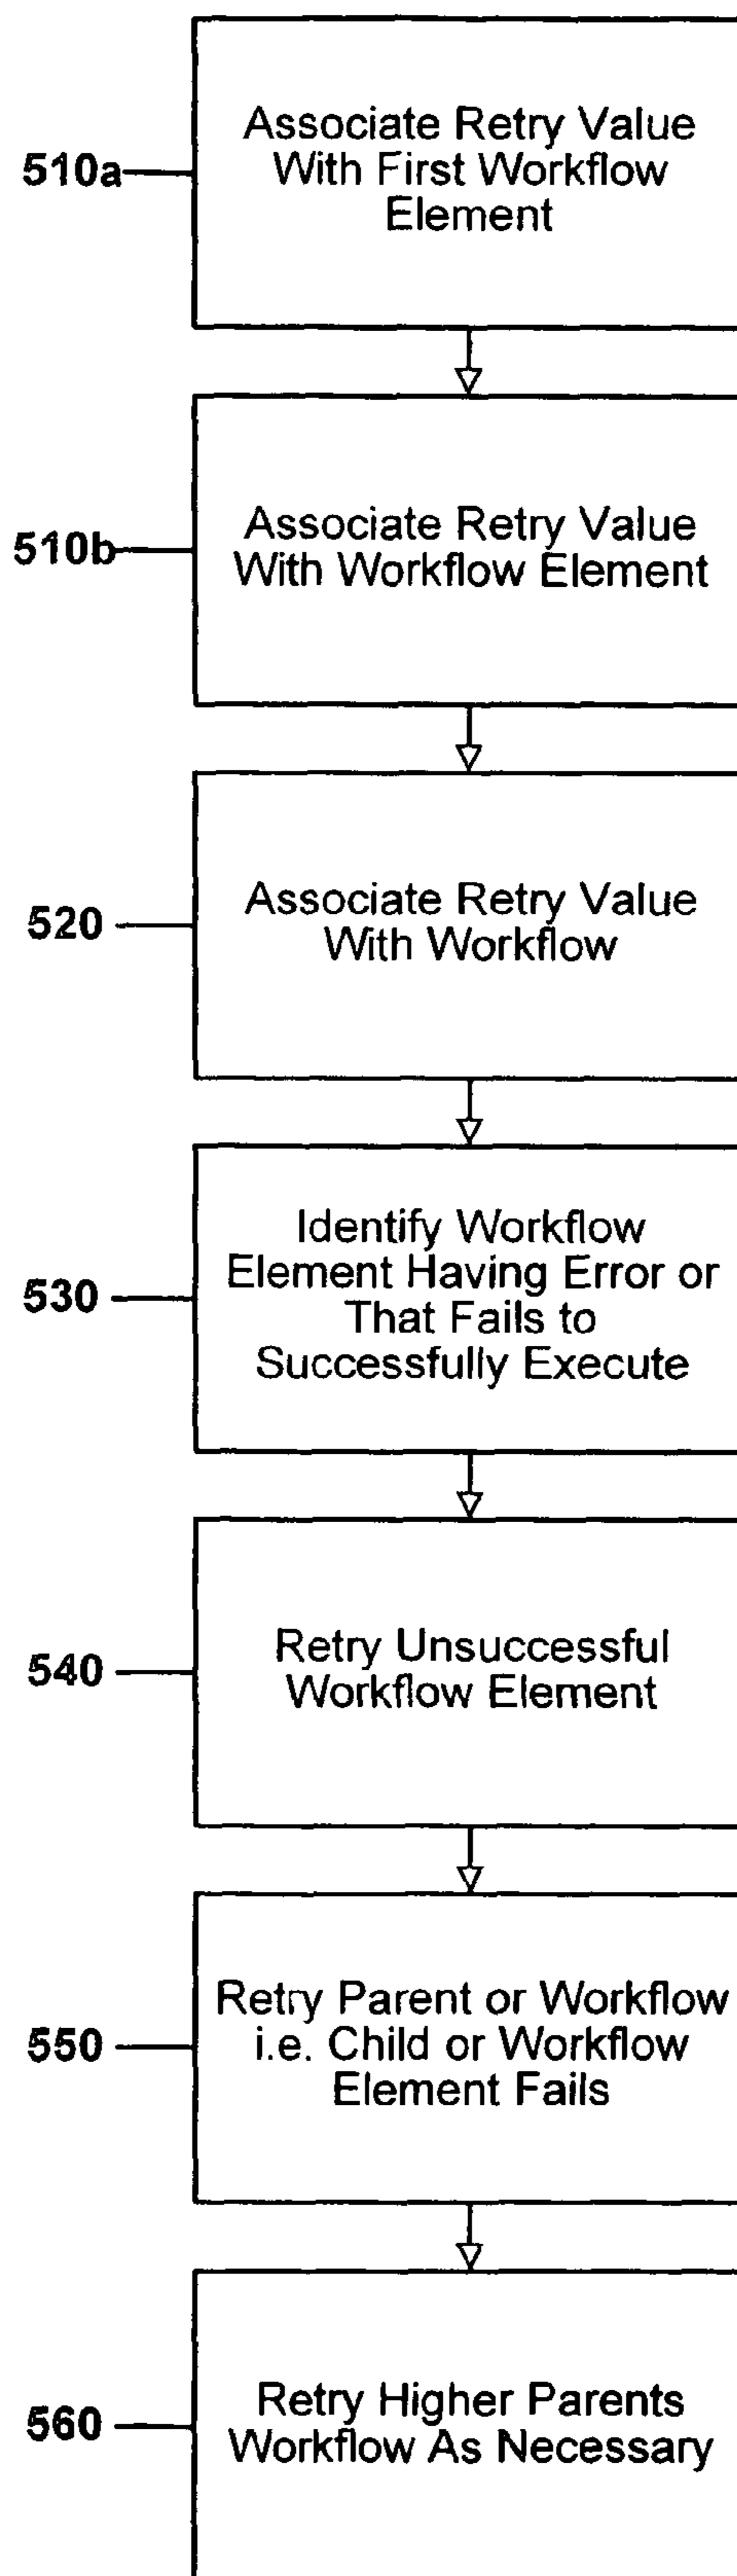 Associate Retry Value
510a
With First Workflow
Element
Associate Retry Value
510b
With Workflow Element
Associate Retry Value
520
With Workflow
Identify Workflow
Element Having Error or
530
That Fails to
Successfully Execute
Retry Unsuccessful
540
Workflow Element
Retry Parent or Workflow
550
i.e. Child or Workflow
Element Fails
Retry Higher Parents
560
Workflow As Necessary